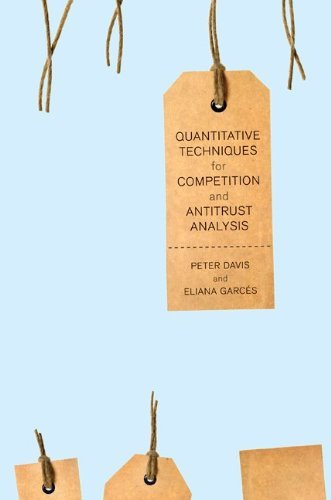 QUANTITATIVE
TECHNIQUES
for
COMPETITION
and
ANTITRUST
ANALYSIS
PETER DAVIS
and
ELIANA GARCÉS